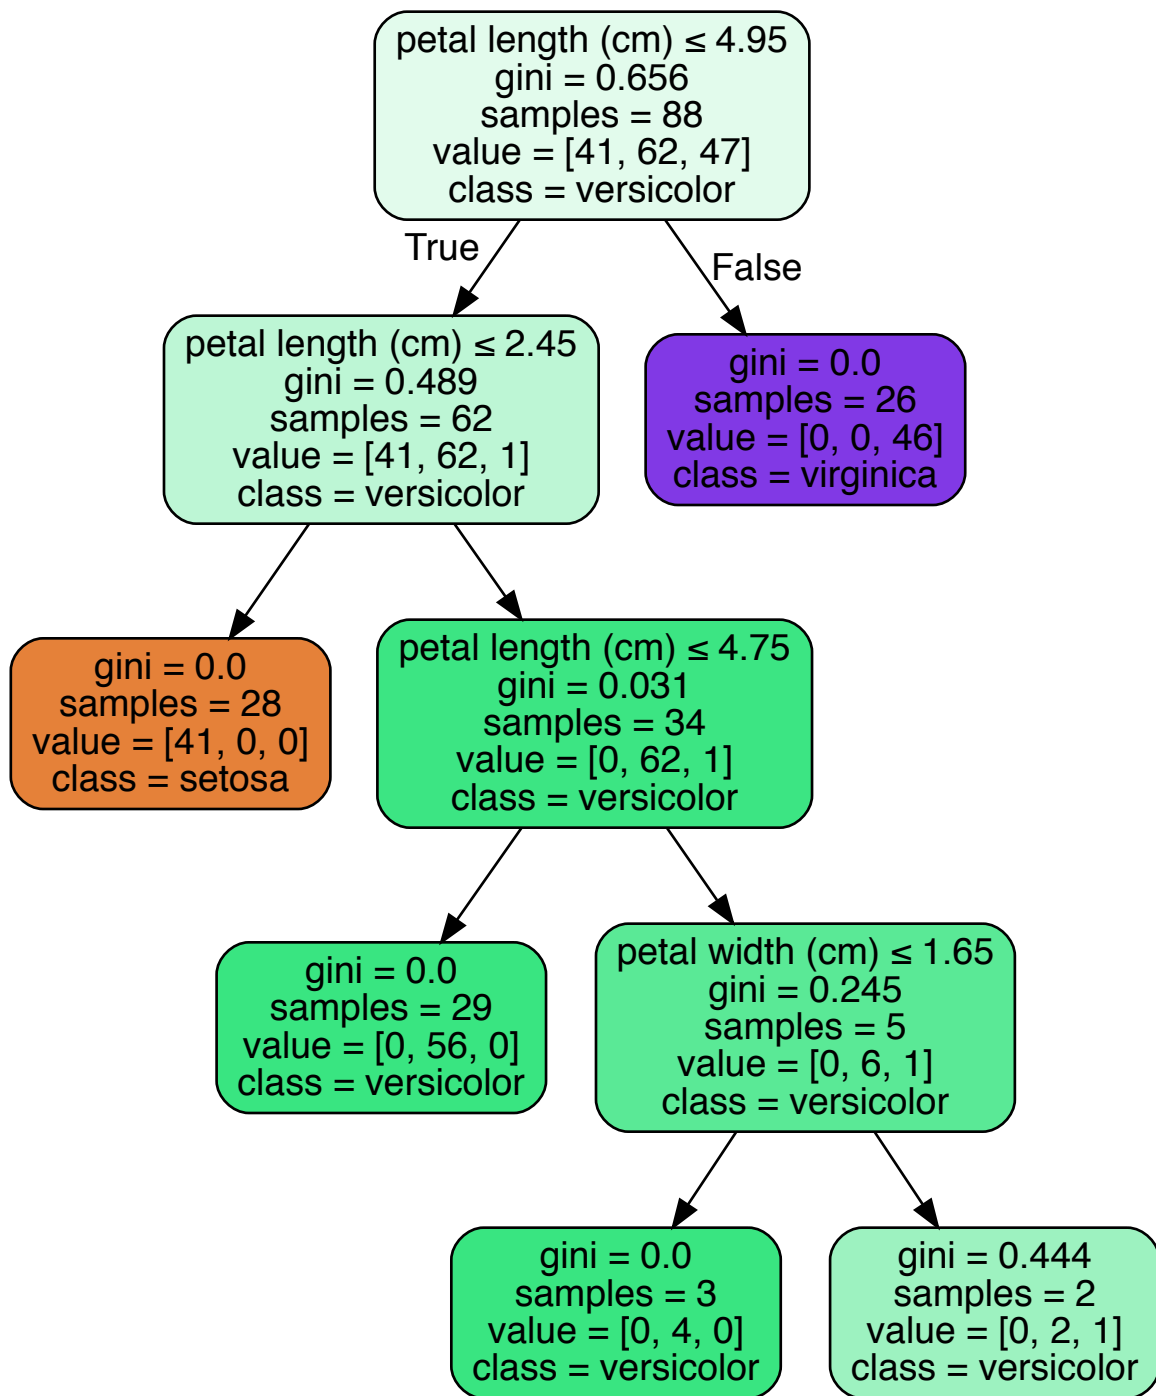 petal length (cm) ≤ 4.95
gini = 0.656
samples = 88
value = [41, 62, 47]
class = versicolor
True
False
petal length (cm) ≤ 2.45
gini = 0.489
samples = 62
value = [41, 62, 1]
class = versicolor
gini = 0.0
samples = 26
value = [0, 0, 46]
class = virginica
gini = 0.0
samples = 28
value = [41, 0, 0]
class = setosa
petal length (cm) ≤ 4.75
gini = 0.031
samples = 34
value = [0, 62, 1]
class = versicolor
gini = 0.0
samples = 29
value = [0, 56, 0]
class = versicolor
petal width (cm) ≤ 1.65
gini = 0.245
samples = 5
value = [0, 6, 1]
class = versicolor
gini = 0.0
samples = 3
value = [0, 4, 0]
class = versicolor
gini = 0.444
samples = 2
value = [0, 2, 1]
class = versicolor